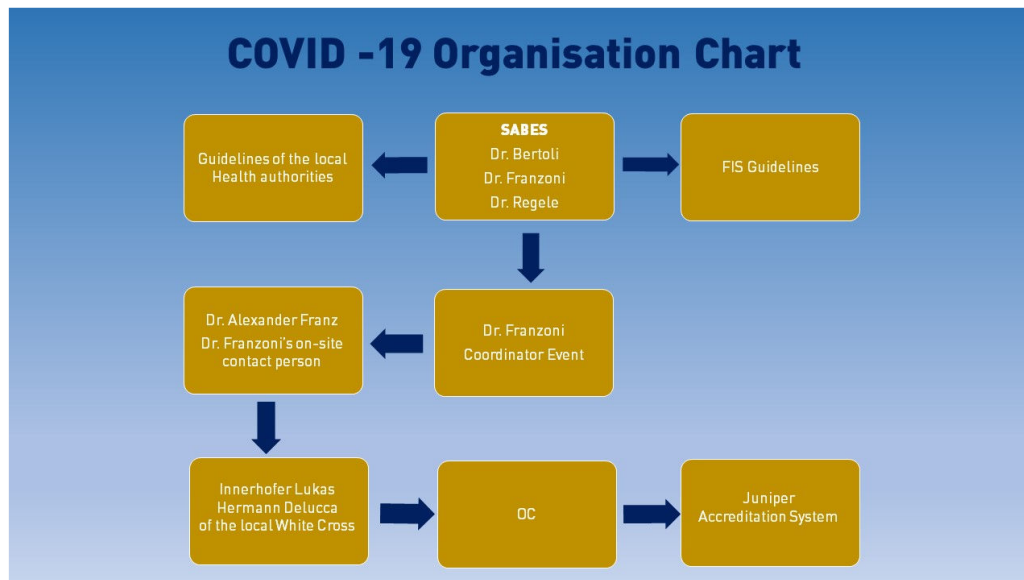 COVID -19 Organisation Chart
Guidelines of the local
Health authorities
SABES
Dr. Bertoli
Dr. Franzoni
Dr. Regele
FIS Guidelines
Dr. Alexander Franz
Dr. Franzoni's on-site
contact person
Dr. Franzoni
Coordinator Event
Innerhofer Lukas
Hermann Delucca
of the local White Cross
OC
Juniper
Accreditation System